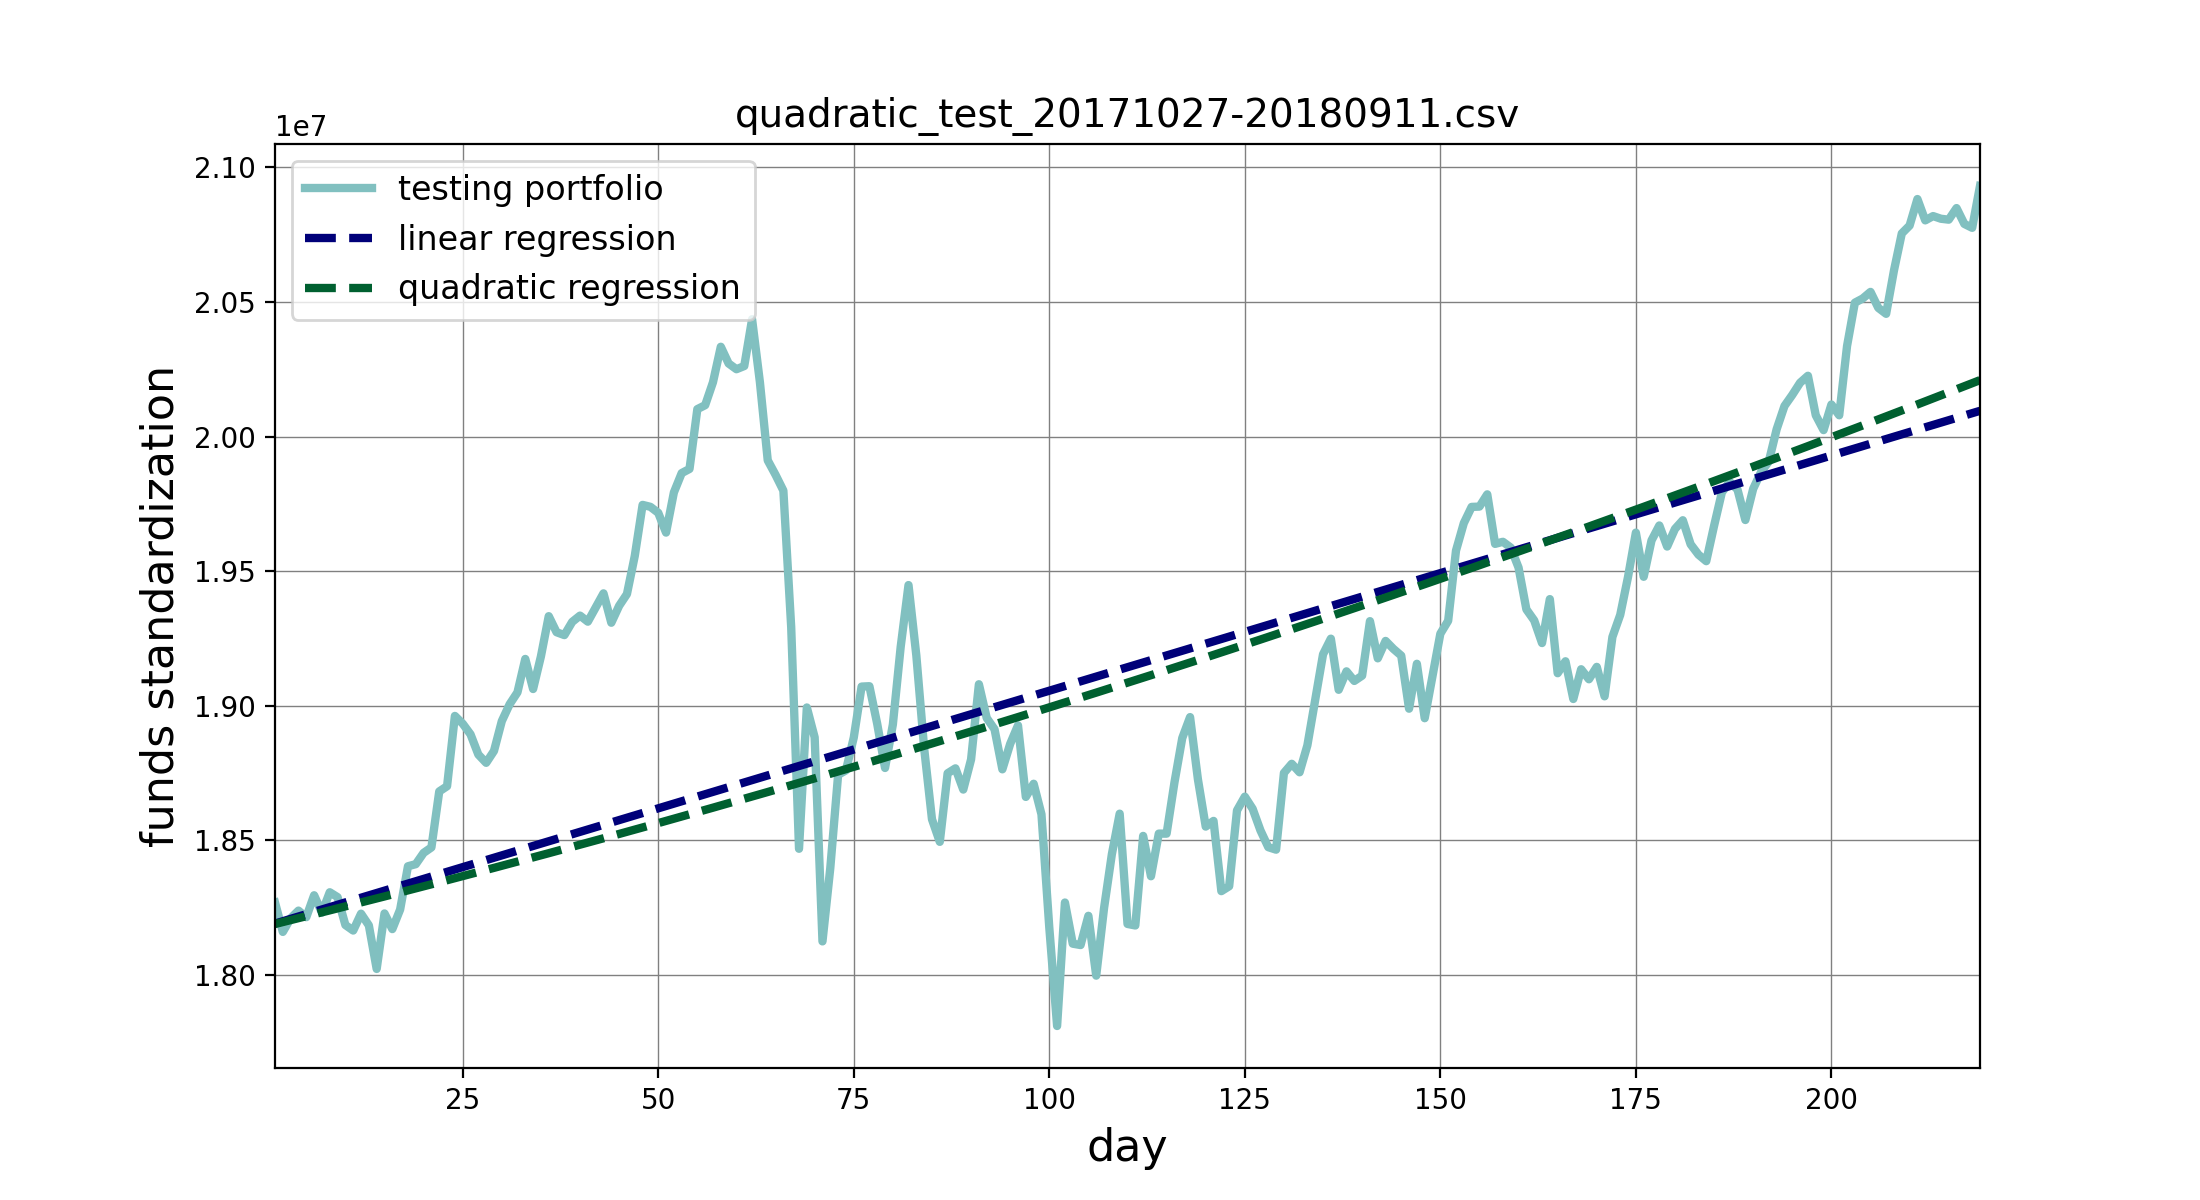 quadratic_test_20171027-20180911.csv
1e7
2.10
2.05
2.00
1.95
1.90
1.85
1.80
funds standardization
testing portfolio
linear regression
quadratic regression
25 50 75 100 125 150 175 200
day